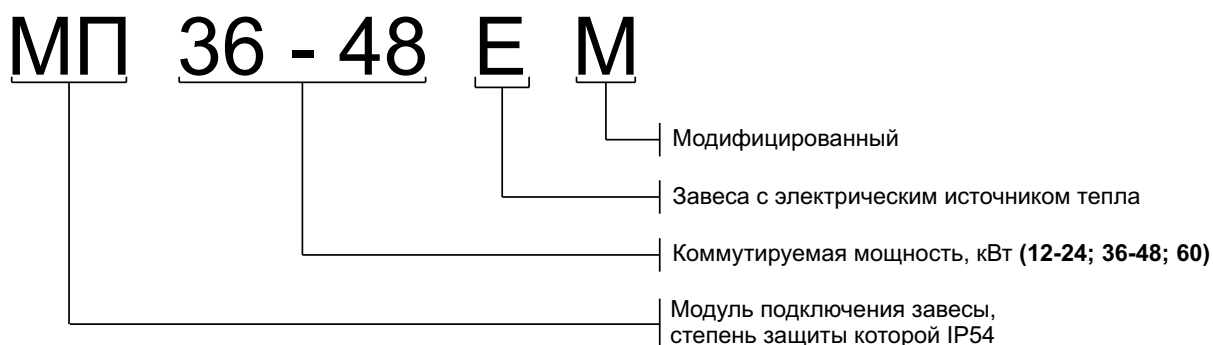 МП 36 - 48 Е М
Модифицированный
Завеса с электрическим источником тепла
Коммутируемая мощность, кВт (12-24; 36-48; 60)
Модуль подключения завесы,
степень защиты которой IP54